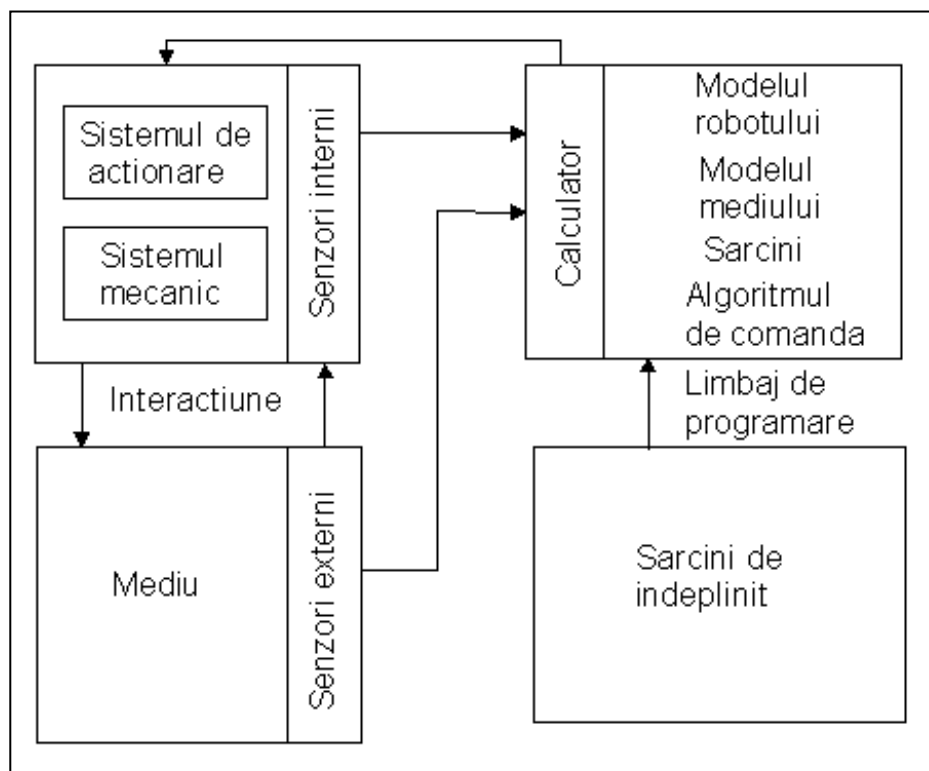 Sistemul de
actionare
Sistemul
mecanic
Senzori interni
Calculator
Modelul
robotului
Modelul
mediului
Sarcini
Algoritmul
de comanda
Interactiune
Limbaj de
programare
Mediu
Senzori externi
Sarcini de
indeplinit